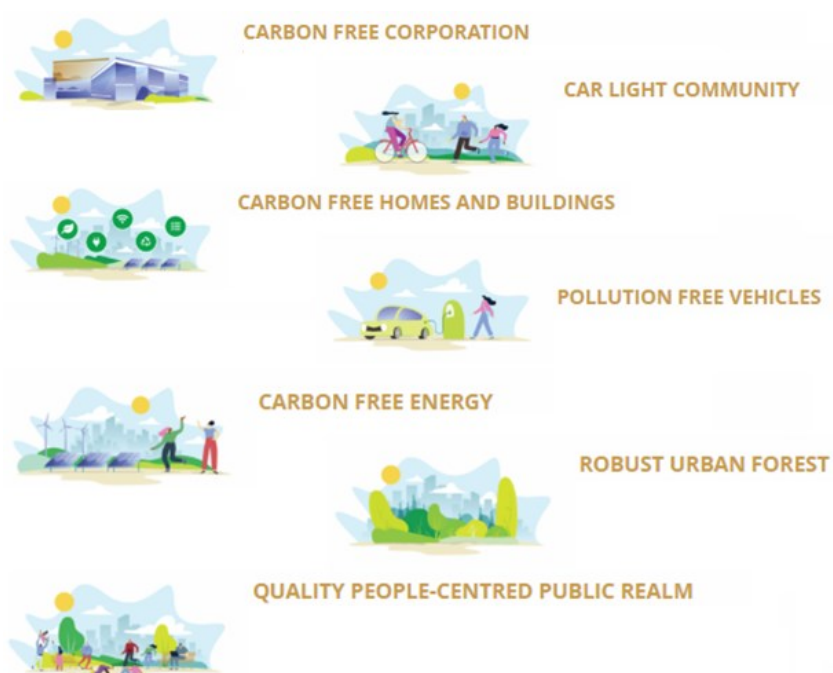 CARBON FREE CORPORATION
CAR LIGHT COMMUNITY
CARBON FREE HOMES AND BUILDINGS
POLLUTION FREE VEHICLES
CARBON FREE ENERGY
ROBUST URBAN FOREST
QUALITY PEOPLE-CENTRED PUBLIC REALM